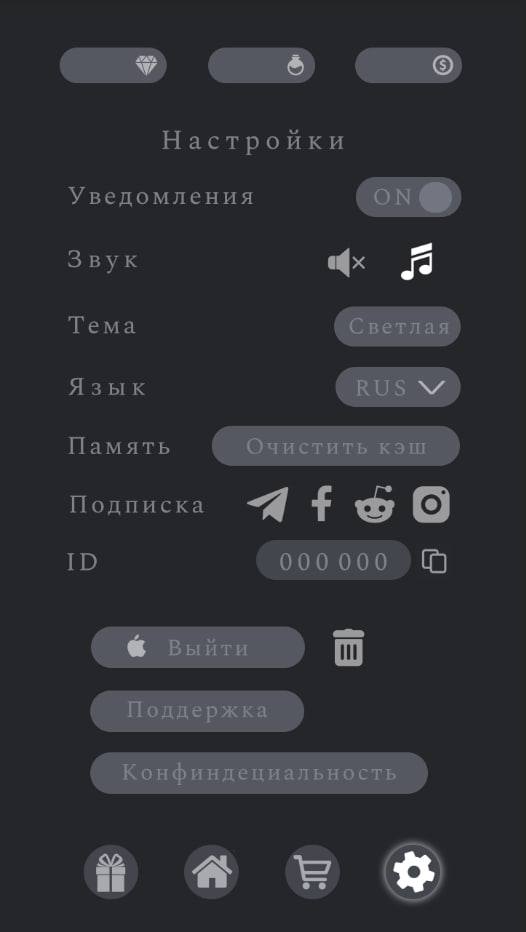 Настройки
Уведомления ON
Звук
Тема Светлая
Язык RUS
Память Очистить кэш
Подписка
ID 000 000
Выйти
Поддержка
Конфиндециальность